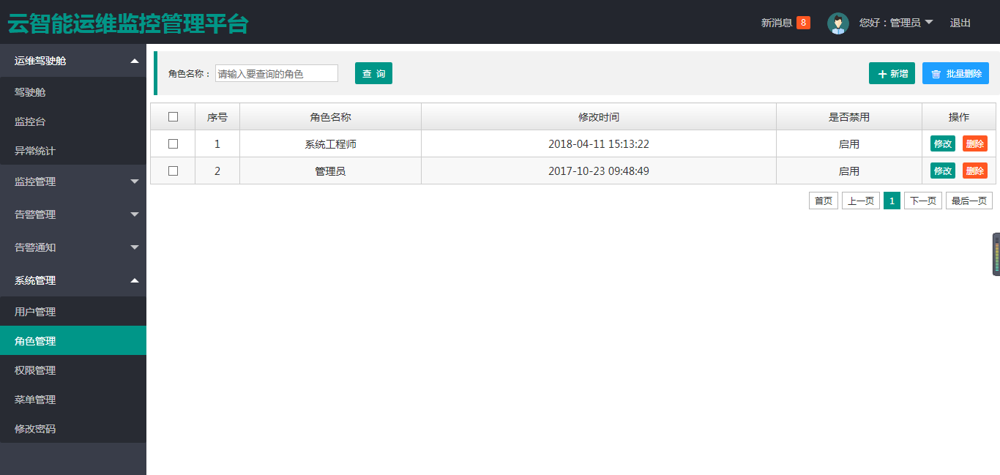 云智能运维监控管理平台
新消息 8 您好：管理员 退出
运维驾驶舱
驾驶舱
监控台
异常统计
监控管理
告警管理
告警通知
系统管理
用户管理
角色管理
权限管理
菜单管理
修改密码
角色名称： 请输入要查询的角色 查 询 新增 批量删除
序号 角色名称 修改时间 是否禁用 操作
1 系统工程师 2018-04-11 15:13:22 启用 修改 删除
2 管理员 2017-10-23 09:48:49 启用 修改 删除
首页 上一页 1 下一页 最后一页